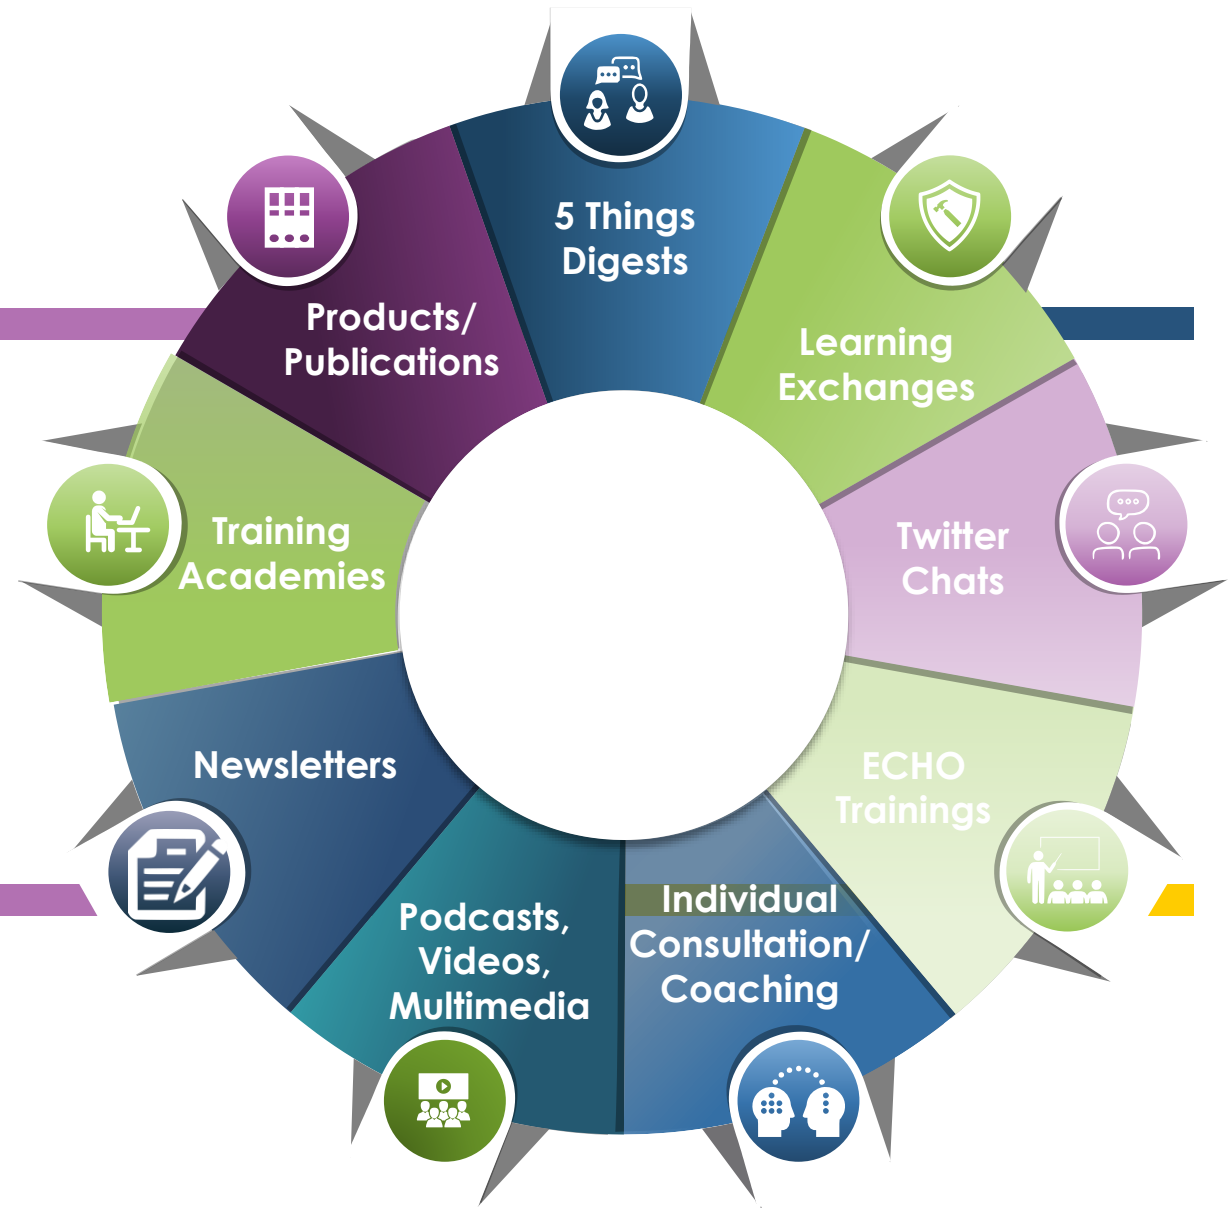 5 Things
Digests
Learning
Exchanges
Twitter
Chats
ECHO
Trainings
Individual
Consultation/
Coaching
Podcasts,
Videos,
Multimedia
Newsletters
Training
Academies
Products/
Publications